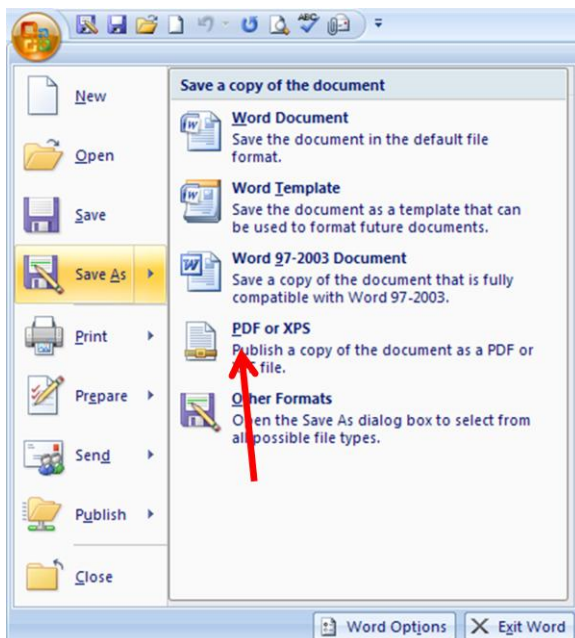 ABC
New
Open
Save
Save As
Print
Prepare
Send
Publish
Close
Save a copy of the document
Word Document
Save the document in the default file
format.
Word Template
Save the document as a template that can
be used to format future documents.
Word 97-2003 Document
Save a copy of the document that is fully
compatible with Word 97-2003.
PDF or XPS
Publish a copy of the document as a PDF or
file.
Other Formats
Open the Save As dialog box to select from
all possible file types.
Word Options
Exit Word